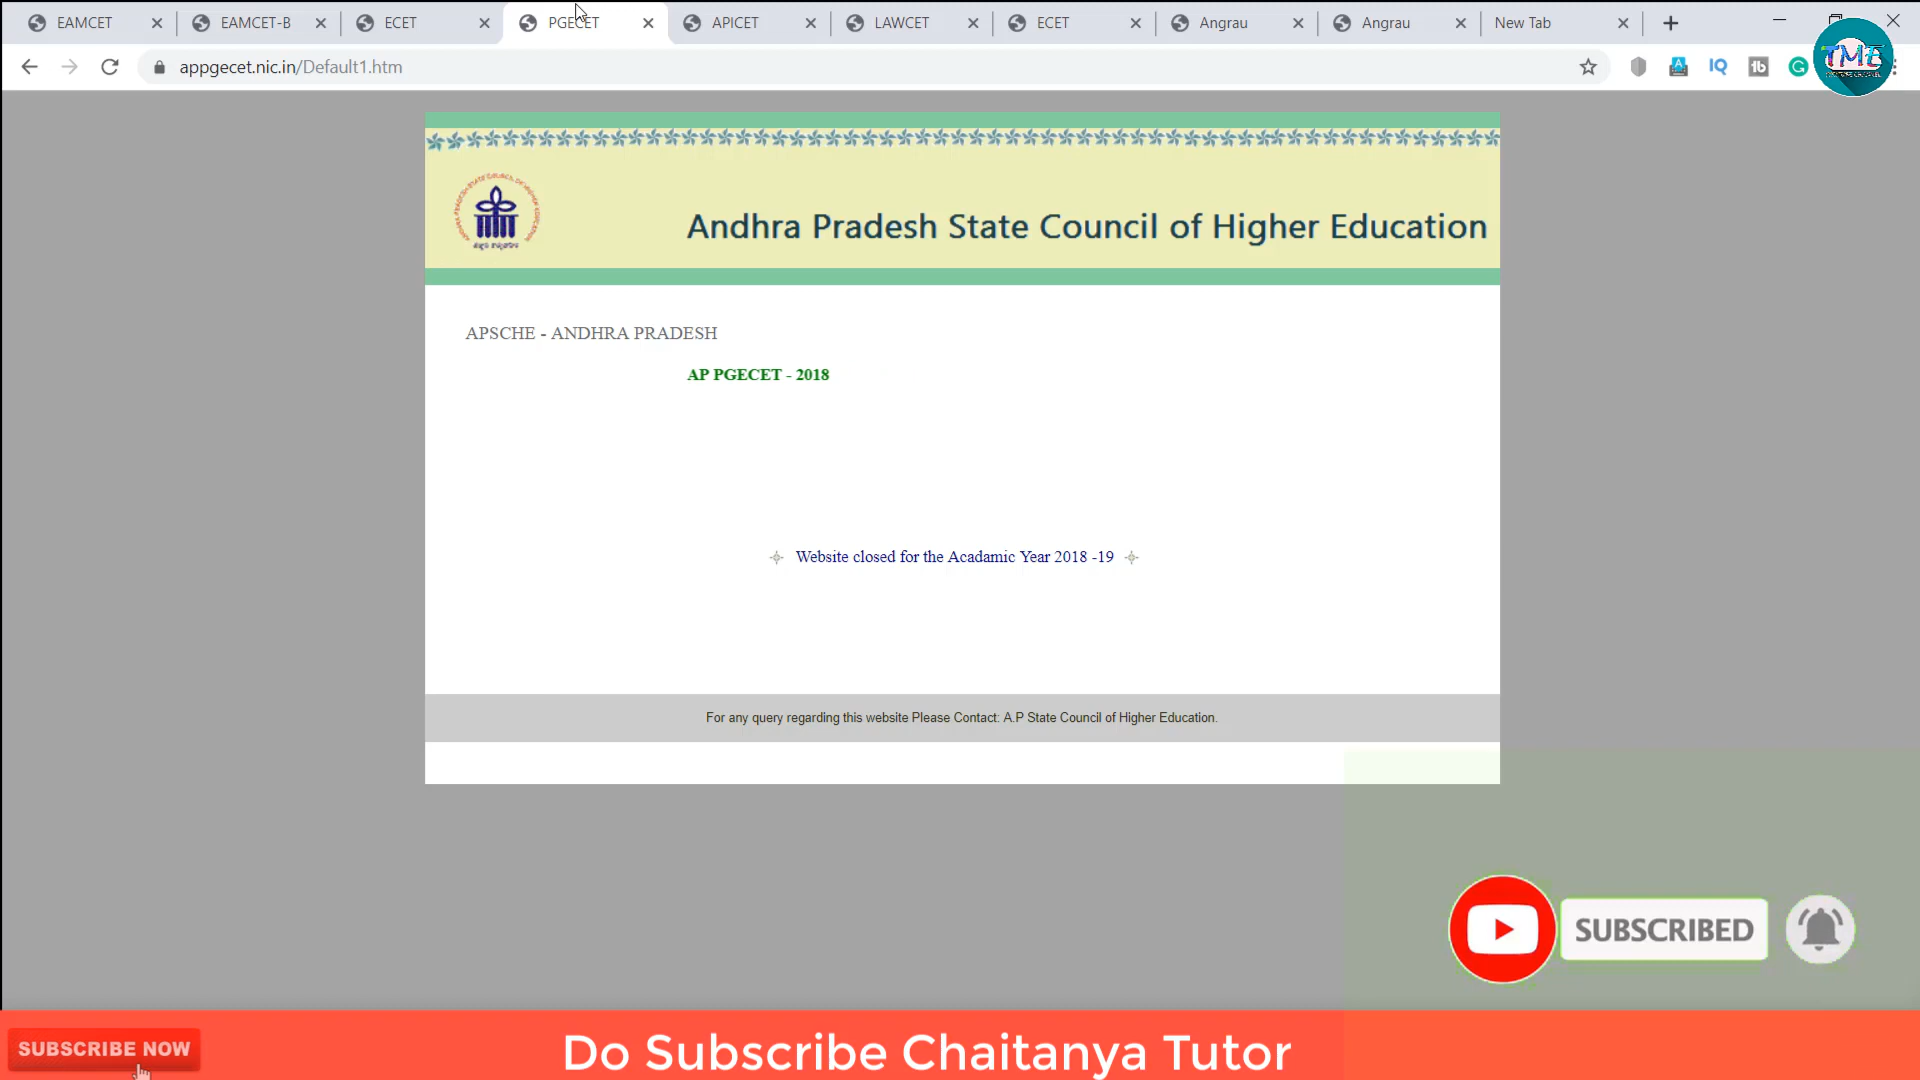 EAMCET
EAMCET-B
ECET
PGECET
APICET
LAWCET
ECET
Angrau
Angrau
New Tab
TME
appgecet.nic.in/Default1.htm
Andhra Pradesh State Council of Higher Education
APSCHE - ANDHRA PRADESH
AP PGECET - 2018
Website closed for the Acadamic Year 2018 -19
For any query regarding this website Please Contact: A.P State Council of Higher Education.
SUBSCRIBED
SUBSCRIBE NOW
Do Subscribe Chaitanya Tutor